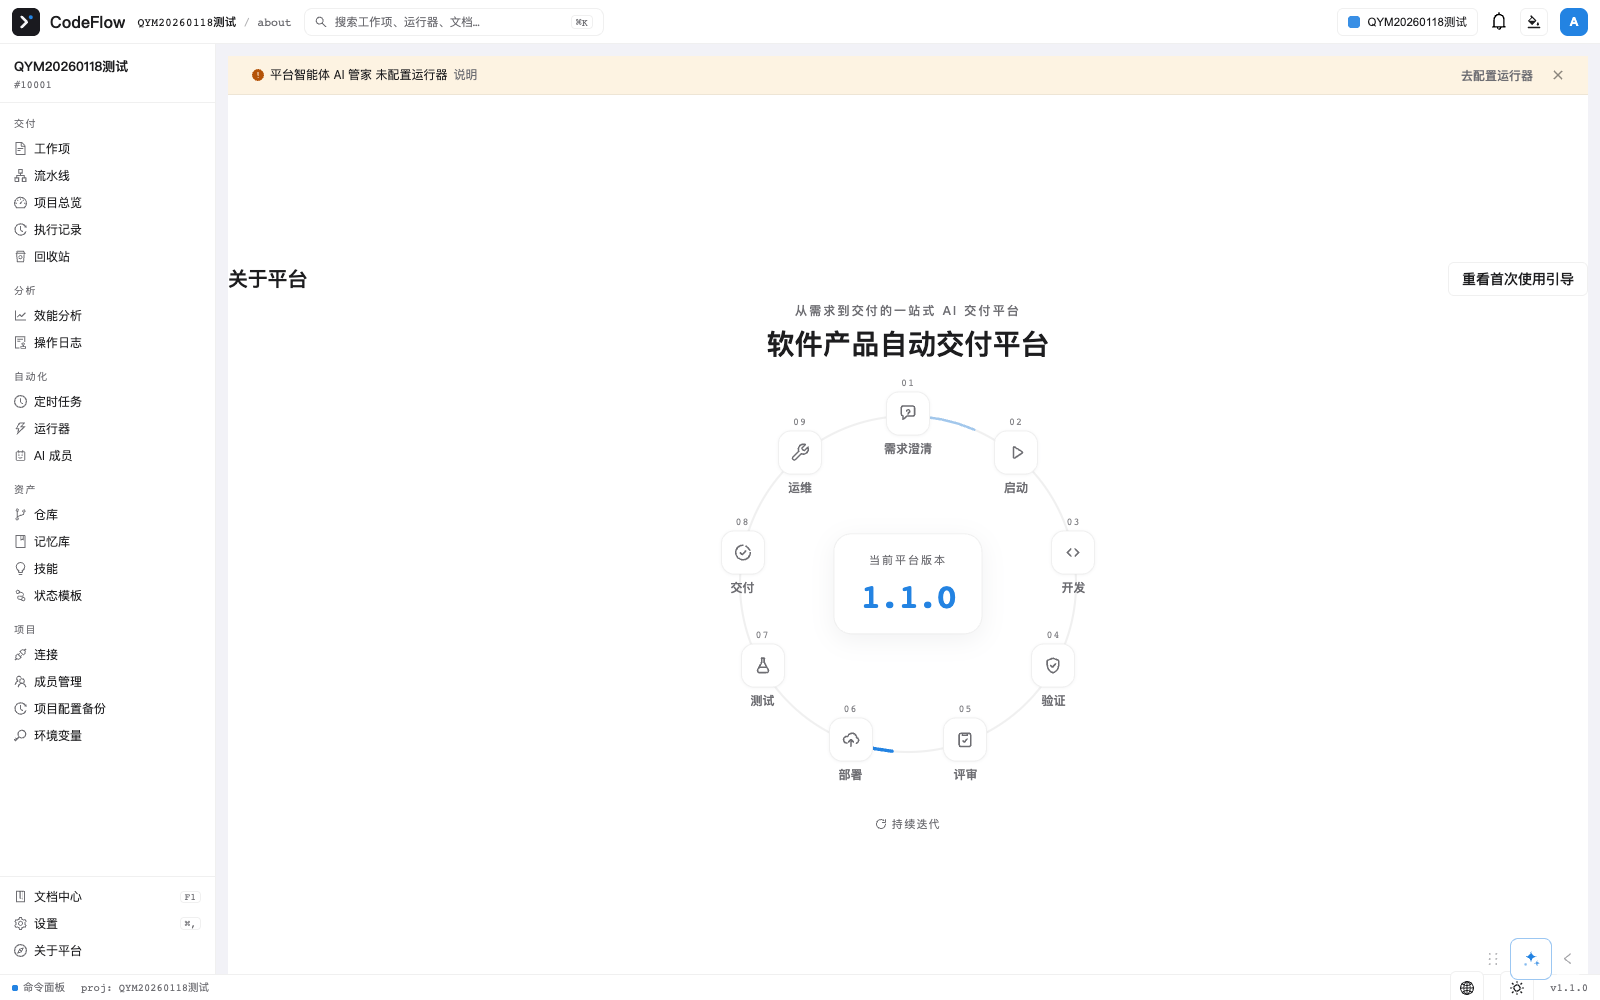 CodeFlow QYM20260118测试 / about 搜索工作项、运行器、文档... ⌘K QYM20260118测试 A
QYM20260118测试
#10001
交付
工作项
流水线
项目总览
执行记录
回收站
分析
效能分析
操作日志
自动化
定时任务
运行器
AI 成员
资产
仓库
记忆库
技能
状态模板
项目
连接
成员管理
项目配置备份
环境变量
文档中心 F1
设置 ⌘,
关于平台
平台智能体 AI 管家 未配置运行器 说明 去配置运行器
关于平台 重看首次使用引导
从需求到交付的一站式 AI 交付平台
软件产品自动交付平台
01
需求澄清
02
启动
03
开发
04
验证
05
评审
06
部署
07
测试
08
交付
09
运维
当前平台版本
1.1.0
持续迭代
命令面板 proj: QYM20260118测试 v1.1.0